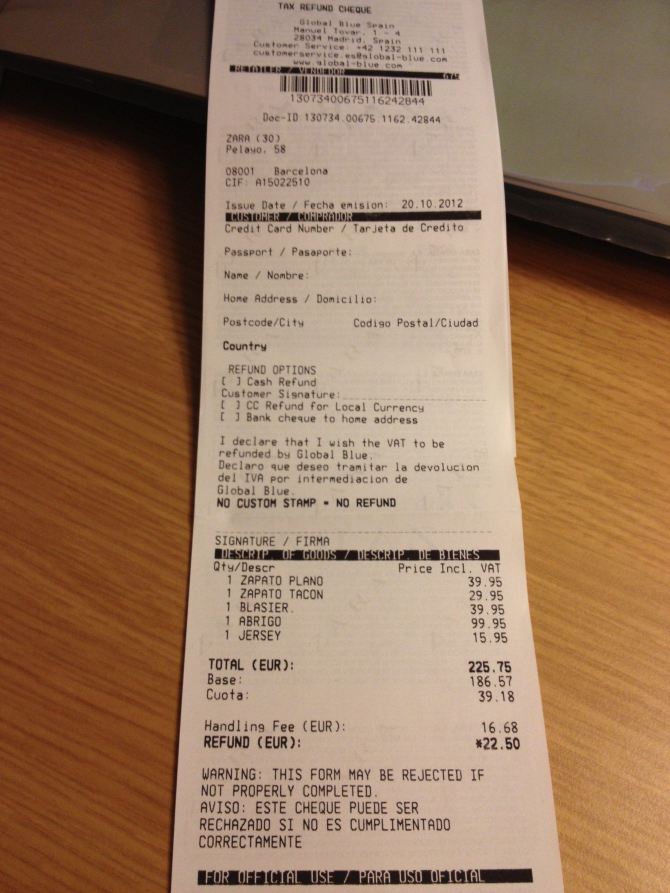 TAX REFUND CHEQUE
Global Blue Spain
Manuel Tovar, 1 - 4
28034 Madrid, Spain
Customer Service: +42 1232 111 111
customerservice.es@global-blue.com
www.global-blue.com
RETAILER / VENDEDOR 675
13073400675116242844
Doc-ID 130734.00675.1162.42844
ZARA (30)
Pelayo, 58
08001 Barcelona
CIF: A15022510
Issue Date / Fecha emision: 20.10.2012
CUSTOMER / COMPRADOR
Credit Card Number / Tarjeta de Credito
Passport / Pasaporte:
Name / Nombre:
Home Address / Domicilio:
Postcode/City Codigo Postal/Ciudad
Country
REFUND OPTIONS
[ ] Cash Refund
Customer Signature:
[ ] CC Refund for Local Currency
[ ] Bank cheque to home address
I declare that I wish the VAT to be
refunded by Global Blue.
Declaro que deseo tramitar la devolucion
del IVA por intermediacion de
Global Blue.
NO CUSTOM STAMP = NO REFUND
SIGNATURE / FIRMA
DESCRIP. OF GOODS / DESCRIP. DE BIENES
Qty/Descr Price Incl. VAT
1 ZAPATO PLANO 39.95
1 ZAPATO TACON 29.95
1 BLASIER. 39.95
1 ABRIGO 99.95
1 JERSEY 15.95
TOTAL (EUR): 225.75
Base: 186.57
Cuota: 39.18
Handling Fee (EUR): 16.68
REFUND (EUR): *22.50
WARNING: THIS FORM MAY BE REJECTED IF
NOT PROPERLY COMPLETED.
AVISO: ESTE CHEQUE PUEDE SER
RECHAZADO SI NO ES CUMPLIMENTADO
CORRECTAMENTE
FOR OFFICIAL USE / PARA USO OFICIAL